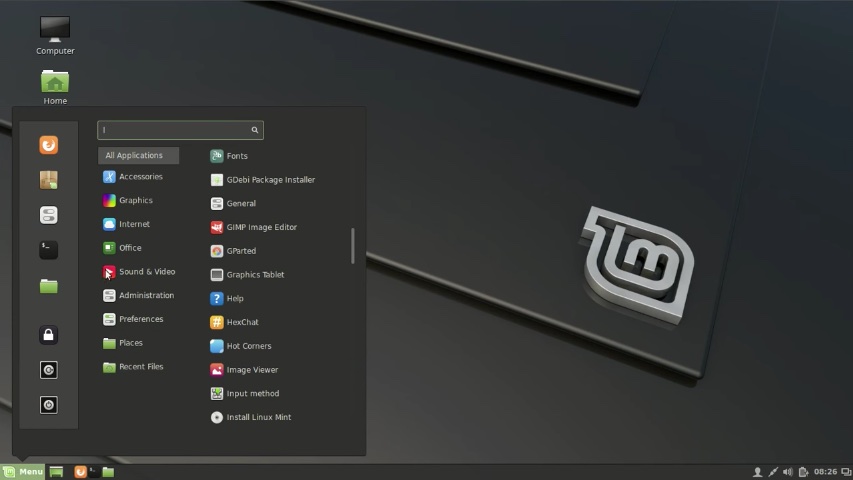 Computer
Home
All Applications
Accessories
Graphics
Internet
Office
Sound & Video
Administration
Preferences
Places
Recent Files
Fonts
GDebi Package Installer
General
GIMP Image Editor
GParted
Graphics Tablet
Help
HexChat
Hot Corners
Image Viewer
Input method
Install Linux Mint
Menu
08:26